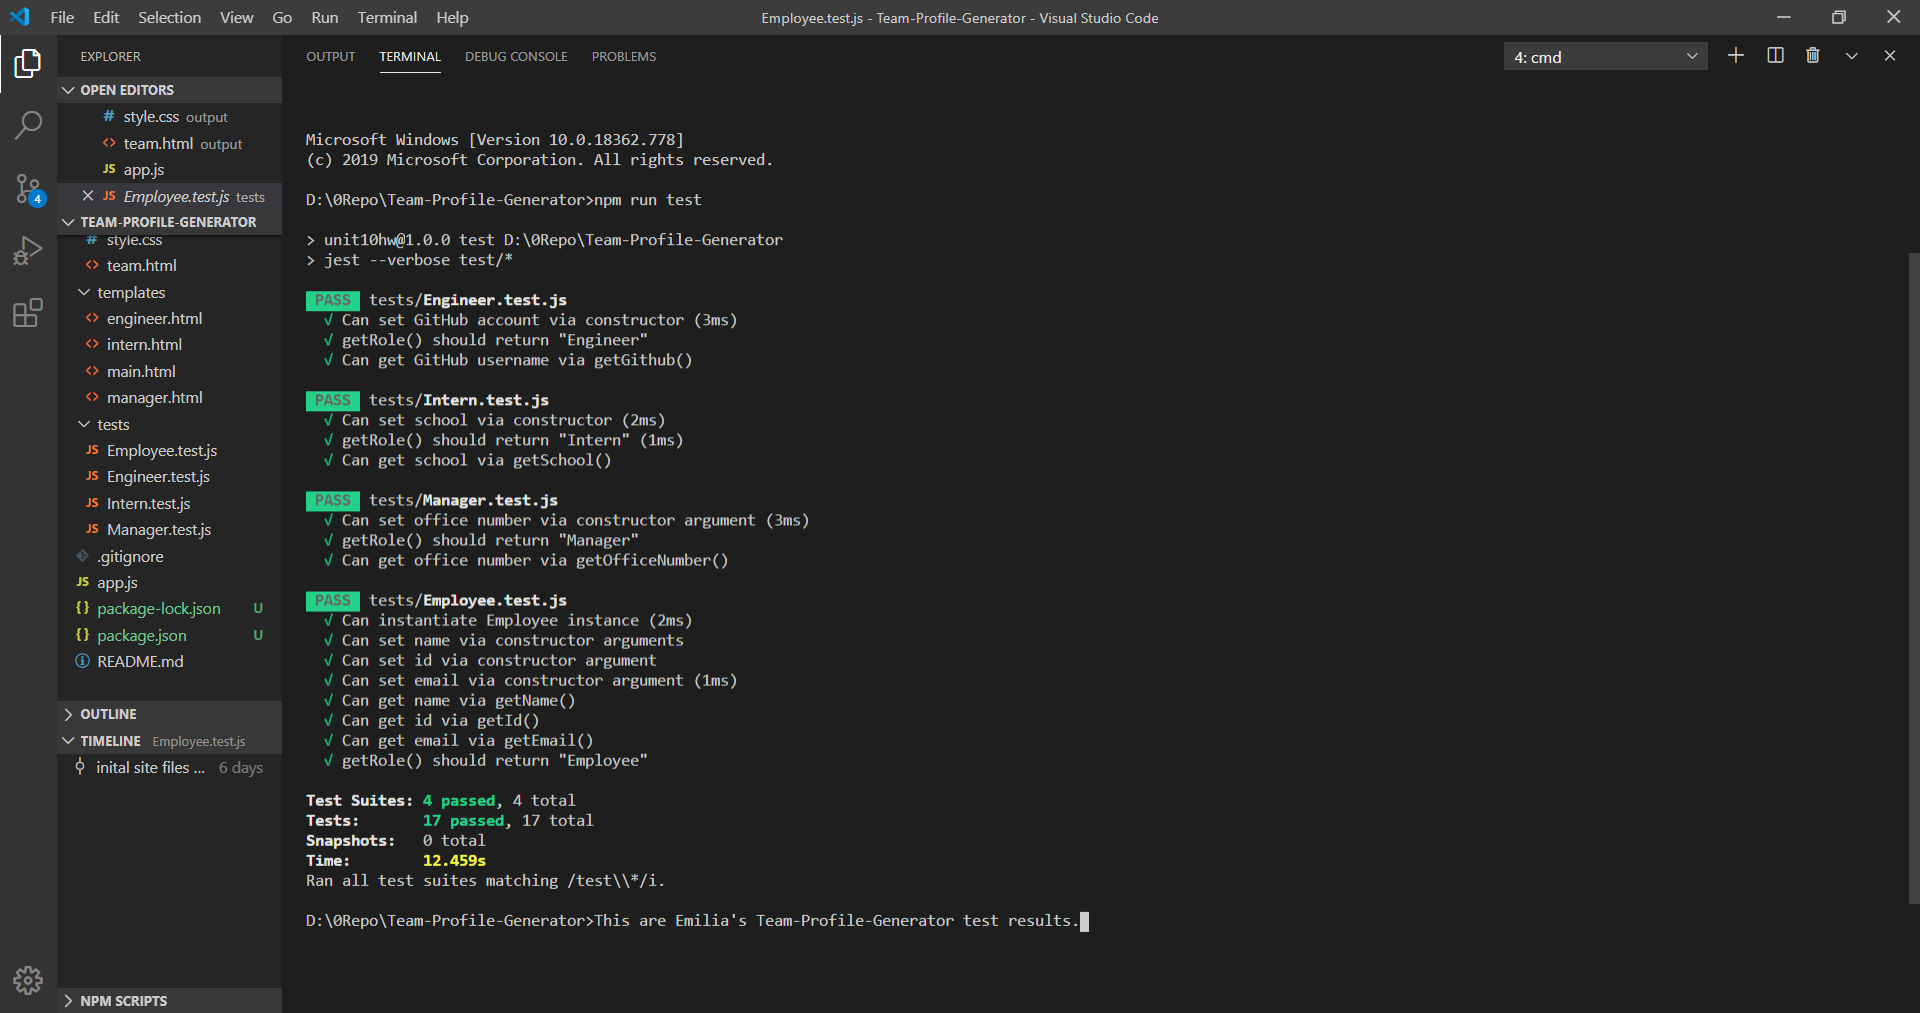 File Edit Selection View Go Run Terminal Help
Employee.test.js - Team-Profile-Generator - Visual Studio Code
EXPLORER
OPEN EDITORS
# style.css output
<> team.html output
JS app.js
JS Employee.test.js tests
TEAM-PROFILE-GENERATOR
# style.css
<> team.html
templates
<> engineer.html
<> intern.html
<> main.html
<> manager.html
tests
JS Employee.test.js
JS Engineer.test.js
JS Intern.test.js
JS Manager.test.js
.gitignore
JS app.js
{} package-lock.json U
{} package.json U
README.md
OUTLINE
TIMELINE Employee.test.js
inital site files ... 6 days
NPM SCRIPTS
4
OUTPUT TERMINAL DEBUG CONSOLE PROBLEMS
4: cmd
Microsoft Windows [Version 10.0.18362.778]
(c) 2019 Microsoft Corporation. All rights reserved.
D:\0Repo\Team-Profile-Generator>npm run test
> unit10hw@1.0.0 test D:\0Repo\Team-Profile-Generator
> jest --verbose test/*
PASS tests/Engineer.test.js
√ Can set GitHub account via constructor (3ms)
√ getRole() should return "Engineer"
√ Can get GitHub username via getGithub()
PASS tests/Intern.test.js
√ Can set school via constructor (2ms)
√ getRole() should return "Intern" (1ms)
√ Can get school via getSchool()
PASS tests/Manager.test.js
√ Can set office number via constructor argument (3ms)
√ getRole() should return "Manager"
√ Can get office number via getOfficeNumber()
PASS tests/Employee.test.js
√ Can instantiate Employee instance (2ms)
√ Can set name via constructor arguments
√ Can set id via constructor argument
√ Can set email via constructor argument (1ms)
√ Can get name via getName()
√ Can get id via getId()
√ Can get email via getEmail()
√ getRole() should return "Employee"
Test Suites: 4 passed, 4 total
Tests: 17 passed, 17 total
Snapshots: 0 total
Time: 12.459s
Ran all test suites matching /test\\*/i.
D:\0Repo\Team-Profile-Generator>This are Emilia's Team-Profile-Generator test results.